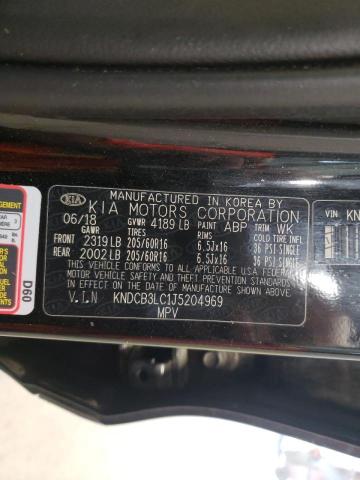 MANUFACTURED IN KOREA BY
KIA KIA MOTORS CORPORATION
06/18 GVWR 4189 LB PAINT ABP TRIM WK
GAWR TIRES RIMS COLD TIRE INFL
FRONT 2319 LB 205/60R16 6.5Jx16 36 PSI SINGLE
REAR 2002 LB 205/60R16 6.5Jx16 36 PSI SINGLE
THIS VEHICLE CONFORMS TO ALL APPLICABLE U.S.A FEDERAL
MOTOR VEHICLE SAFETY AND THEFT PREVENTION STANDARDS
IN EFFECT ON THE DATE OF MANUFACTURE SHOWN ABOVE.
V.I.N KNDCB3LC1J5204969
MPV
D60
VIN: KN